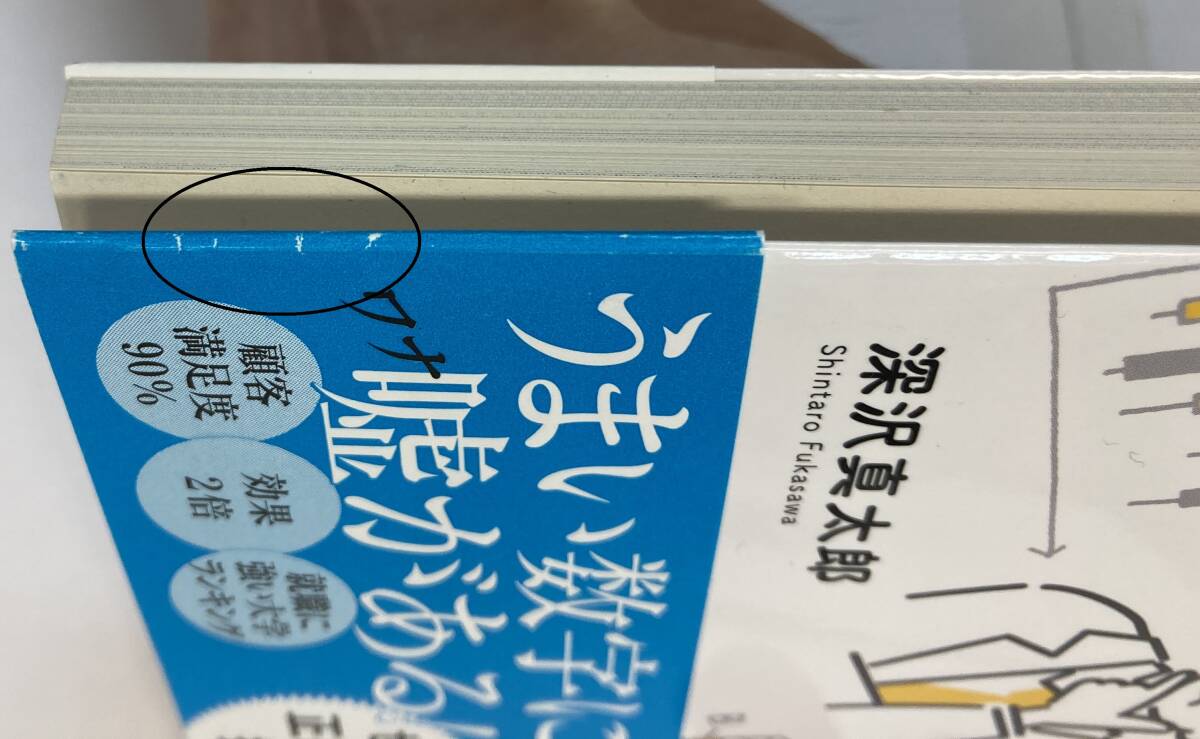 深沢真太郎
Shintaro Fukasawa
うまい数字に
ワナ
嘘がある
顧客
満足度
90%
効果
2倍
就職に
強い大学
ランキング
正